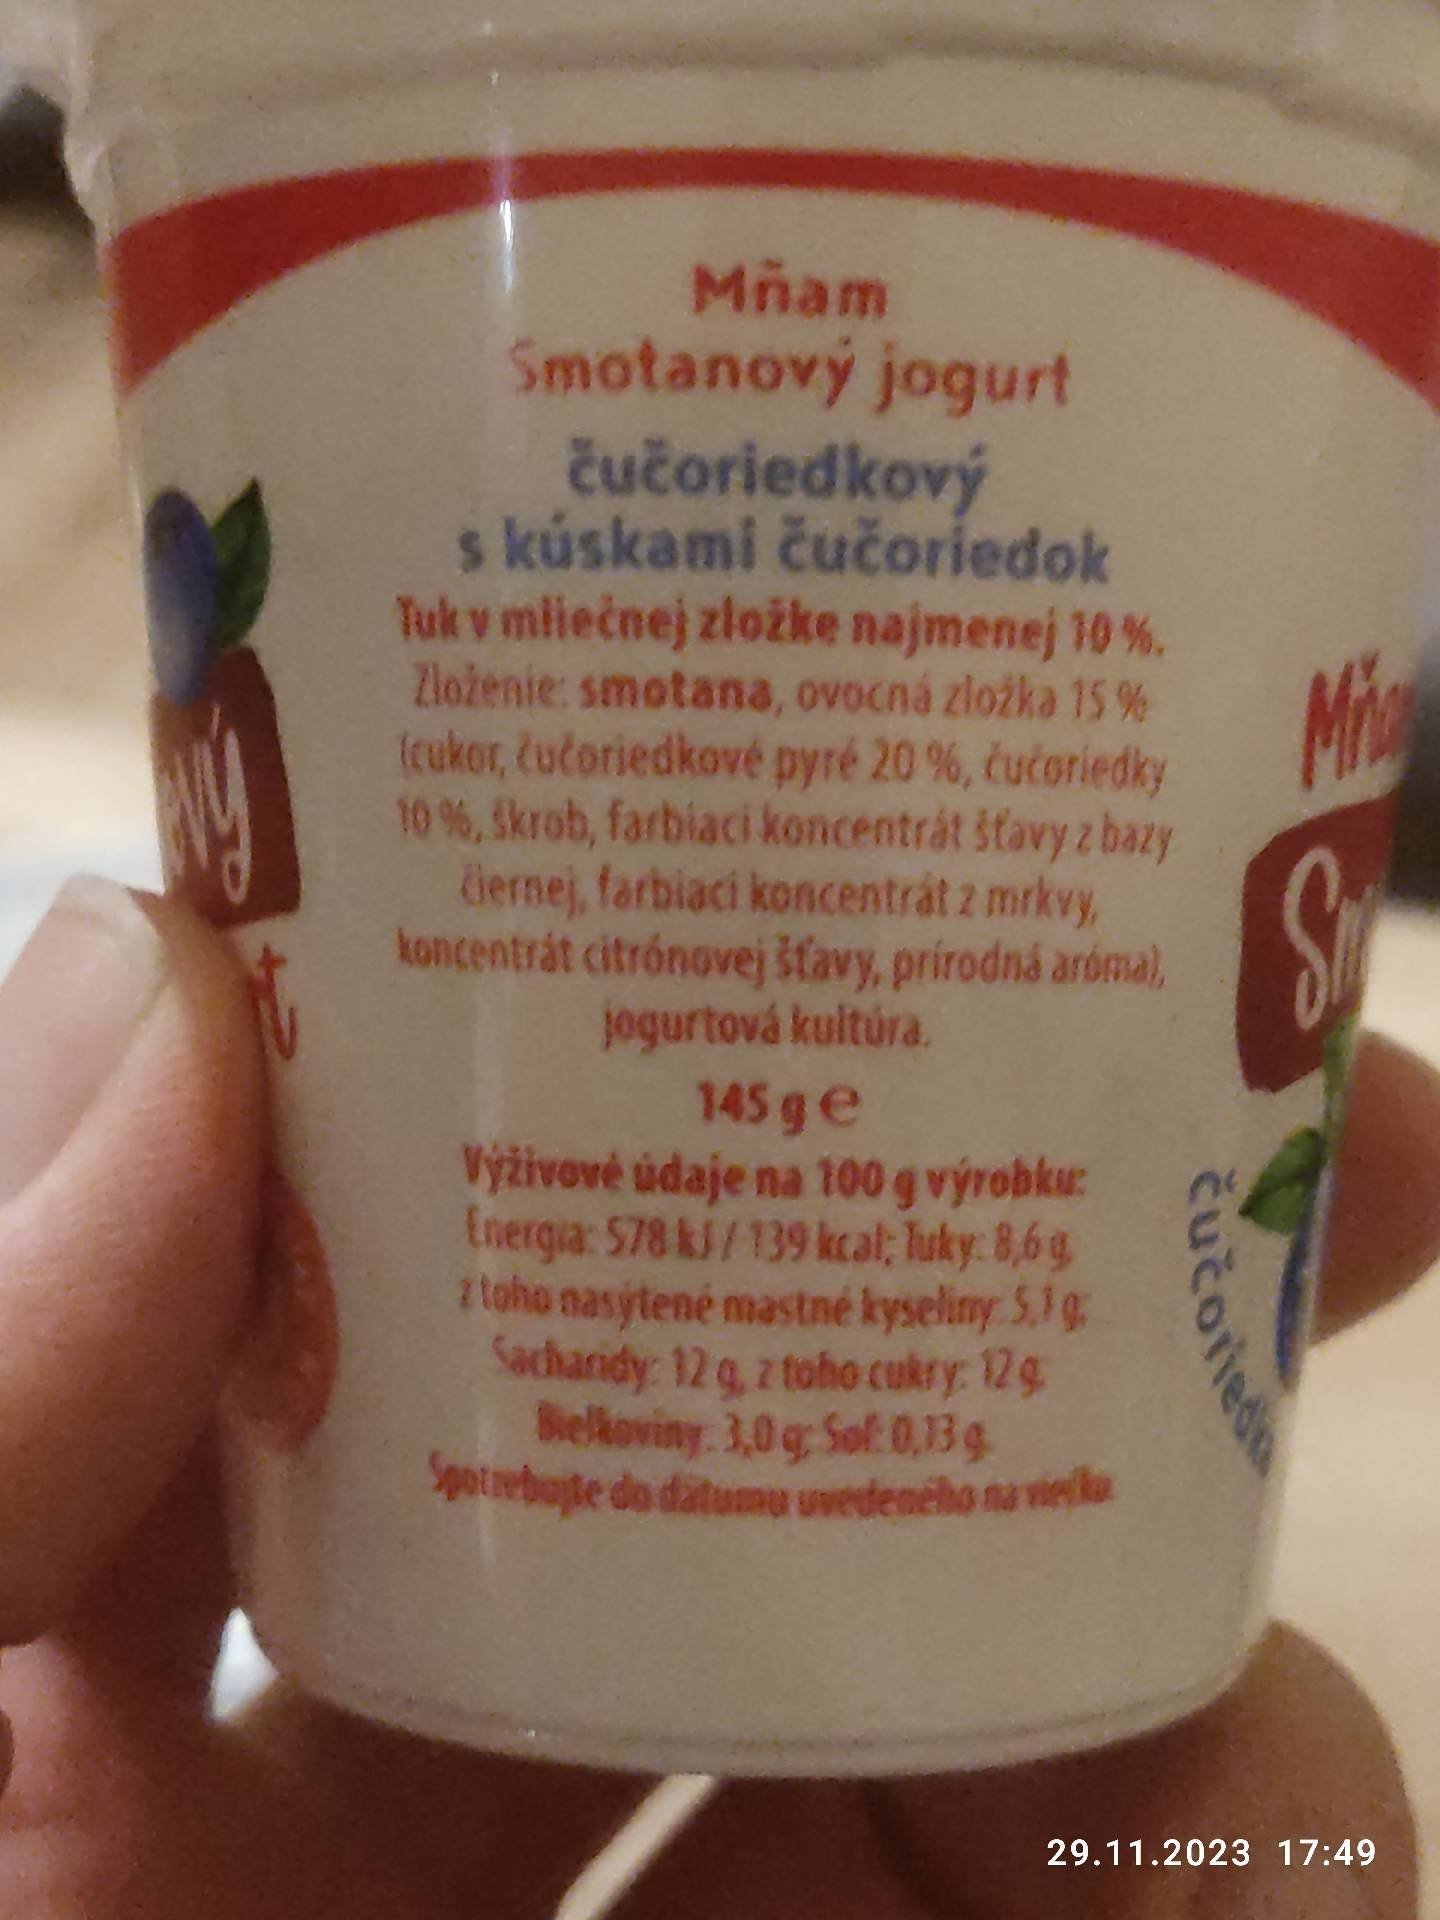 Mňam
Smotanový jogurt
čučoriedkový
s kúskami čučoriedok
Tuk v mliečnej zložke najmenej 10 %.
Zloženie: smotana, ovocná zložka 15 %
(cukor, čučoriedkové pyré 20 %, čučoriedky
10 %, škrob, farbiaci koncentrát šťavy z bazy
čiernej, farbiaci koncentrát z mrkvy,
koncentrát citrónovej šťavy, prírodná aróma),
jogurtová kultúra.
145 g e
Výživové údaje na 100 g výrobku:
Energia: 578 kJ / 139 kcal; Tuky: 8,6 g,
z toho nasýtené mastné kyseliny: 5,1 g;
Sacharidy: 12 g, z toho cukry: 12 g;
Bielkoviny: 3,0 g; Soľ: 0,13 g.
Spotrebujte do dátumu uvedeného na viečku.
ový
t
Mňa
Sm
čučoriedk
29.11.2023 17:49